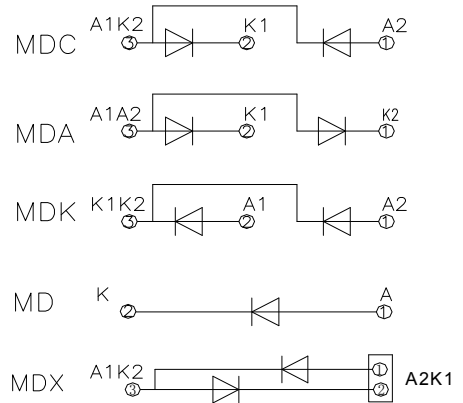 A1K2 K1 A2
MDC ③ ② ①
A1A2 K1 K2
MDA ③ ② ①
K1K2 A1 A2
MDK ③ ② ①
K A
MD ② ①
A1K2 ① A2K1
MDX ③ ②